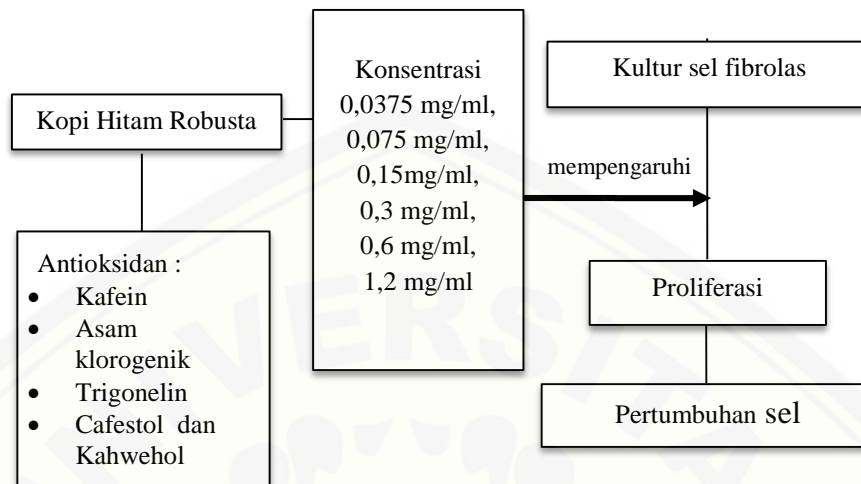 Kopi Hitam Robusta
Antioksidan :
• Kafein
• Asam
klorogenik
• Trigonelin
• Cafestol dan
Kahwehol
Konsentrasi
0,0375 mg/ml,
0,075 mg/ml,
0,15mg/ml,
0,3 mg/ml,
0,6 mg/ml,
1,2 mg/ml
mempengaruhi
Kultur sel fibrolas
Proliferasi
Pertumbuhan sel
VERSITA